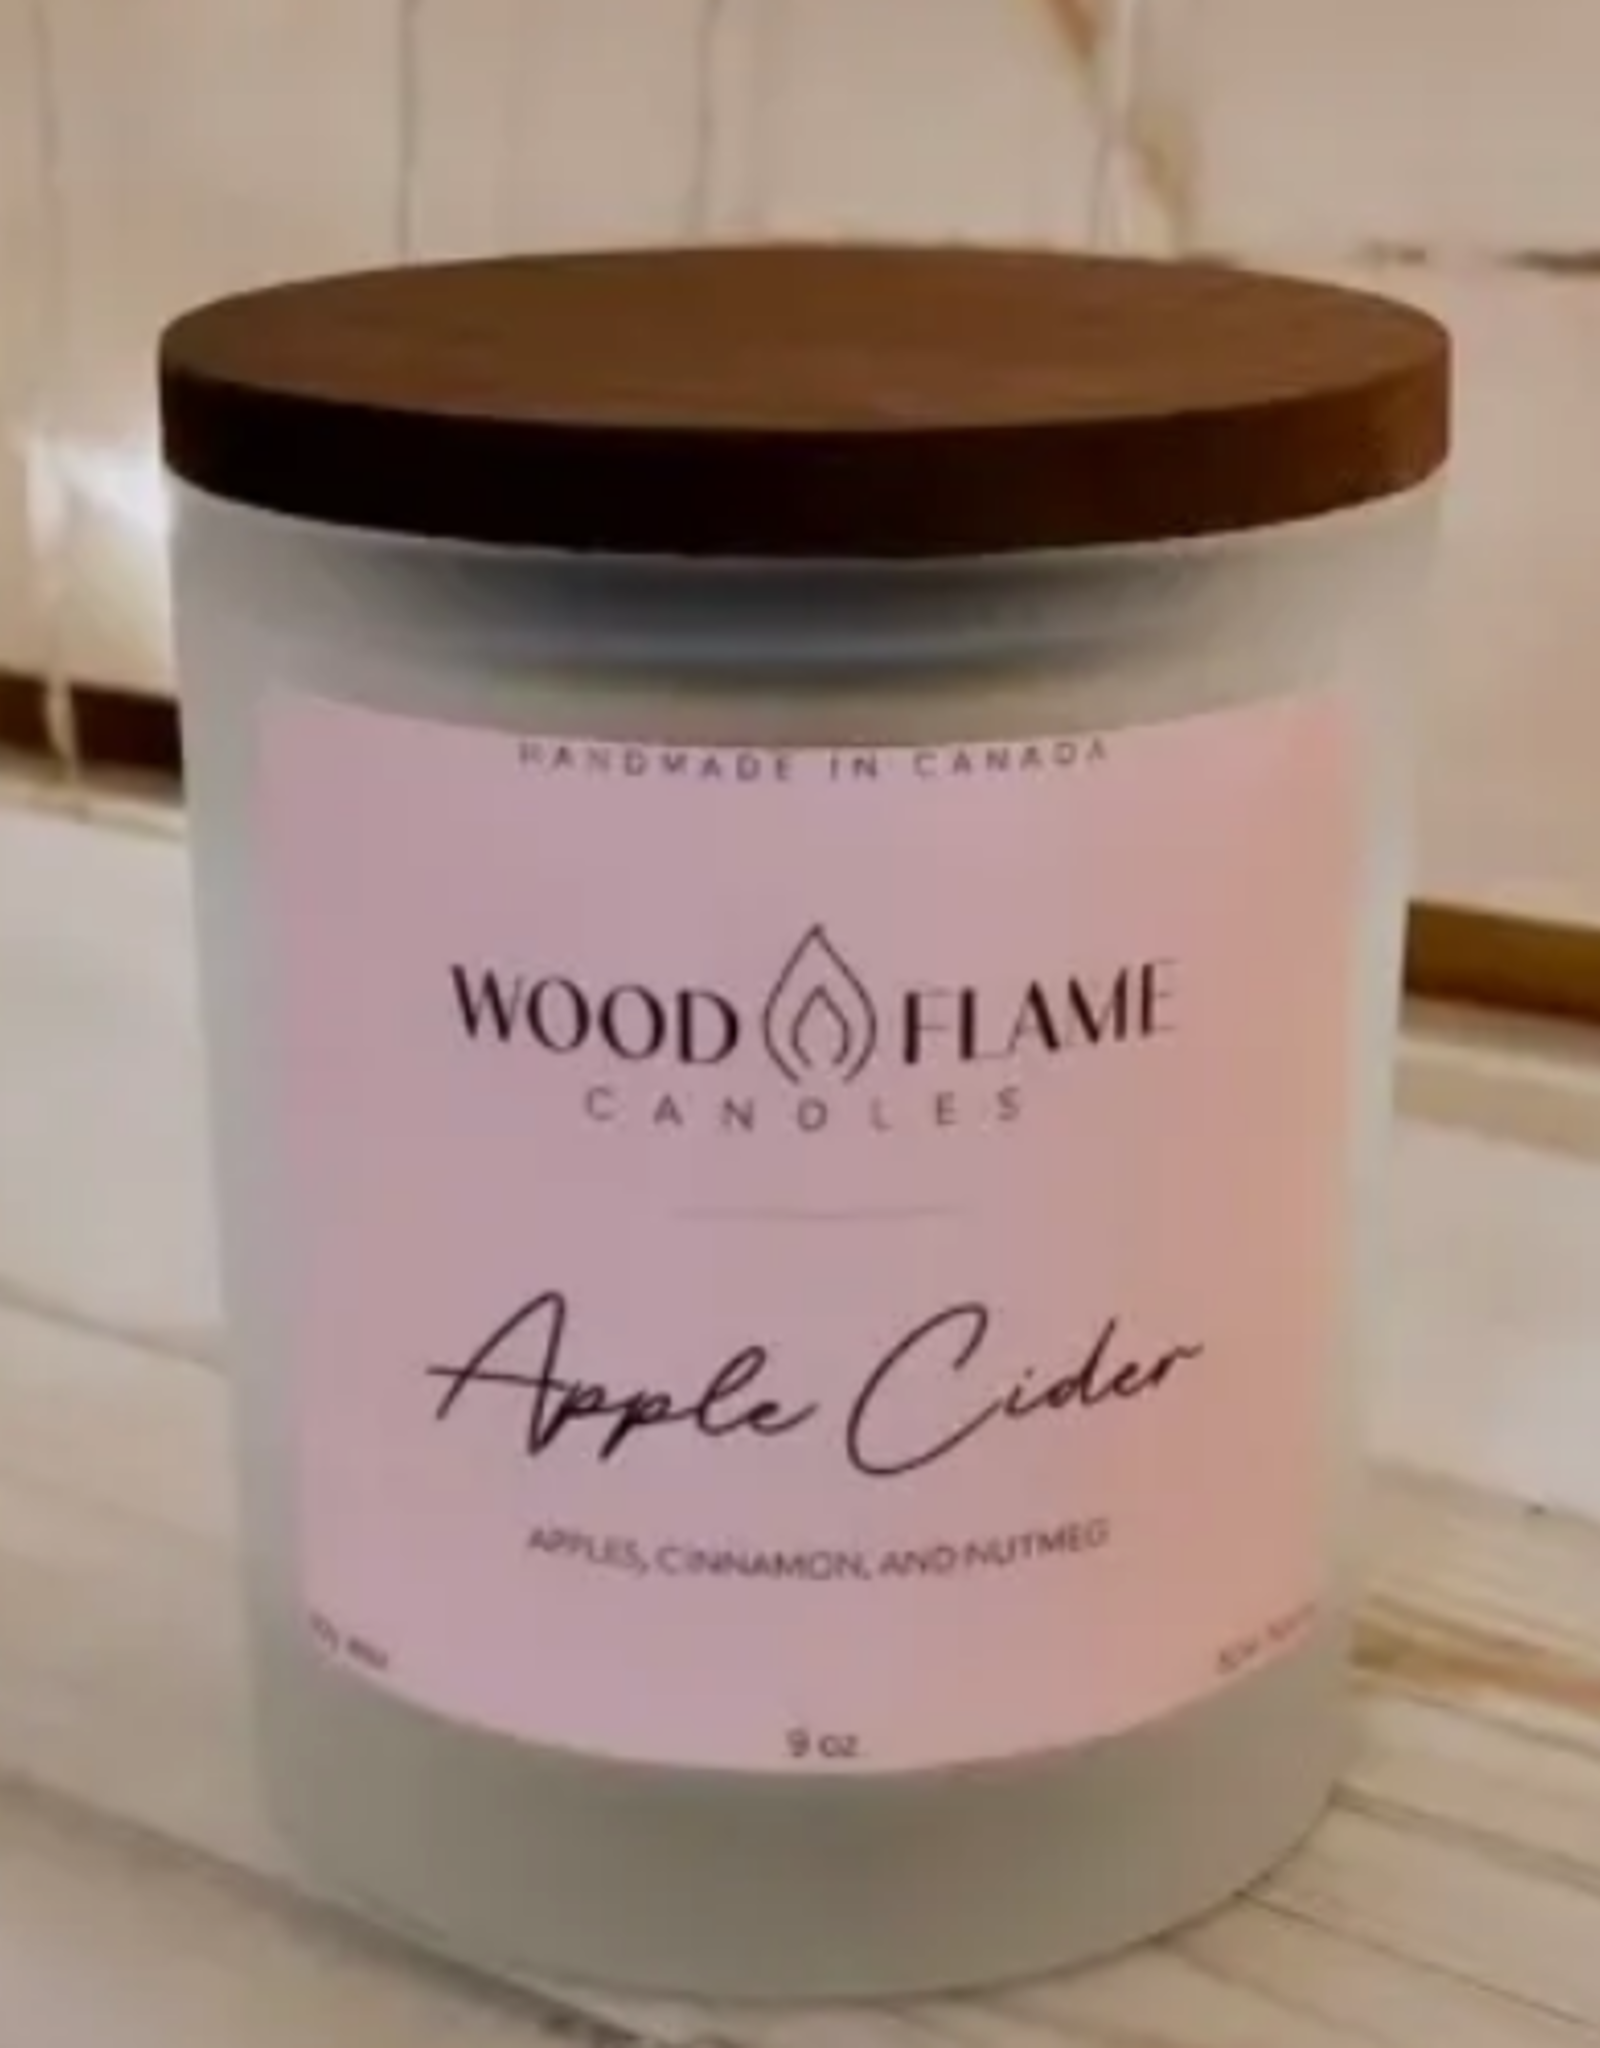 HANDMADE IN CANADA
WOOD FLAME
CANDLES
Apple Cider
APPLES, CINNAMON, AND NUTMEG
9 oz